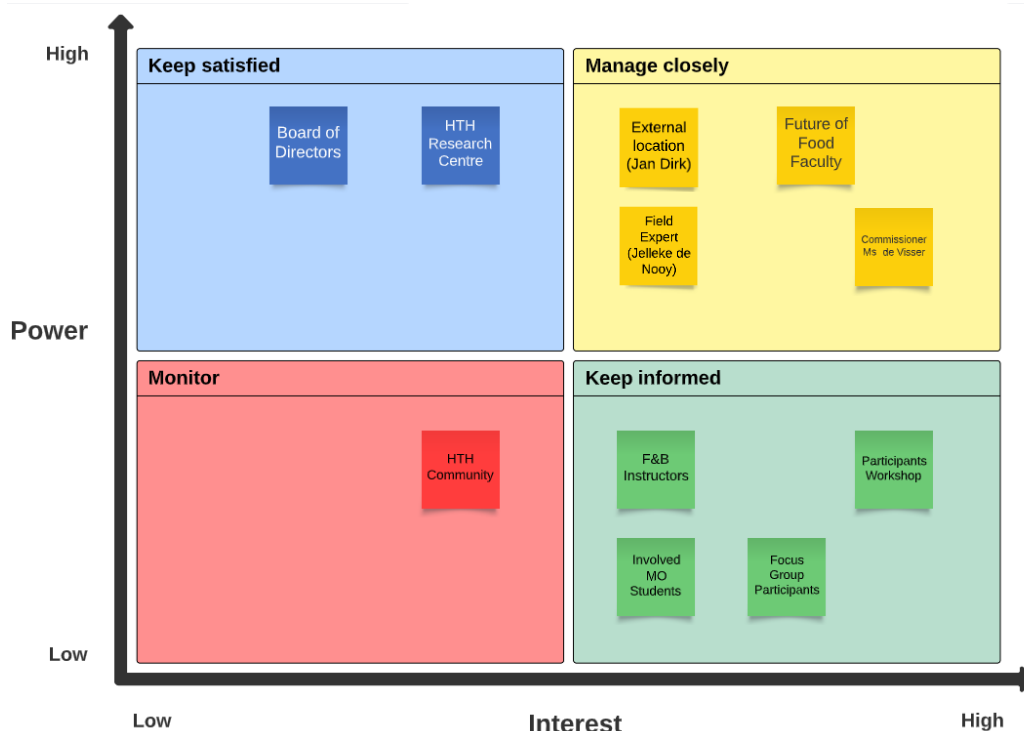 High
Keep satisfied
Manage closely
Board of
Directors
HTH
Research
Centre
External
location
(Jan Dirk)
Future of
Food
Faculty
Field
Expert
(Jelleke de
Nooy)
Commissioner
Ms de Visser
Power
Monitor
Keep informed
HTH
Community
F&B
Instructors
Participants
Workshop
Involved
MO
Students
Focus
Group
Participants
Low
Low
Interest
High